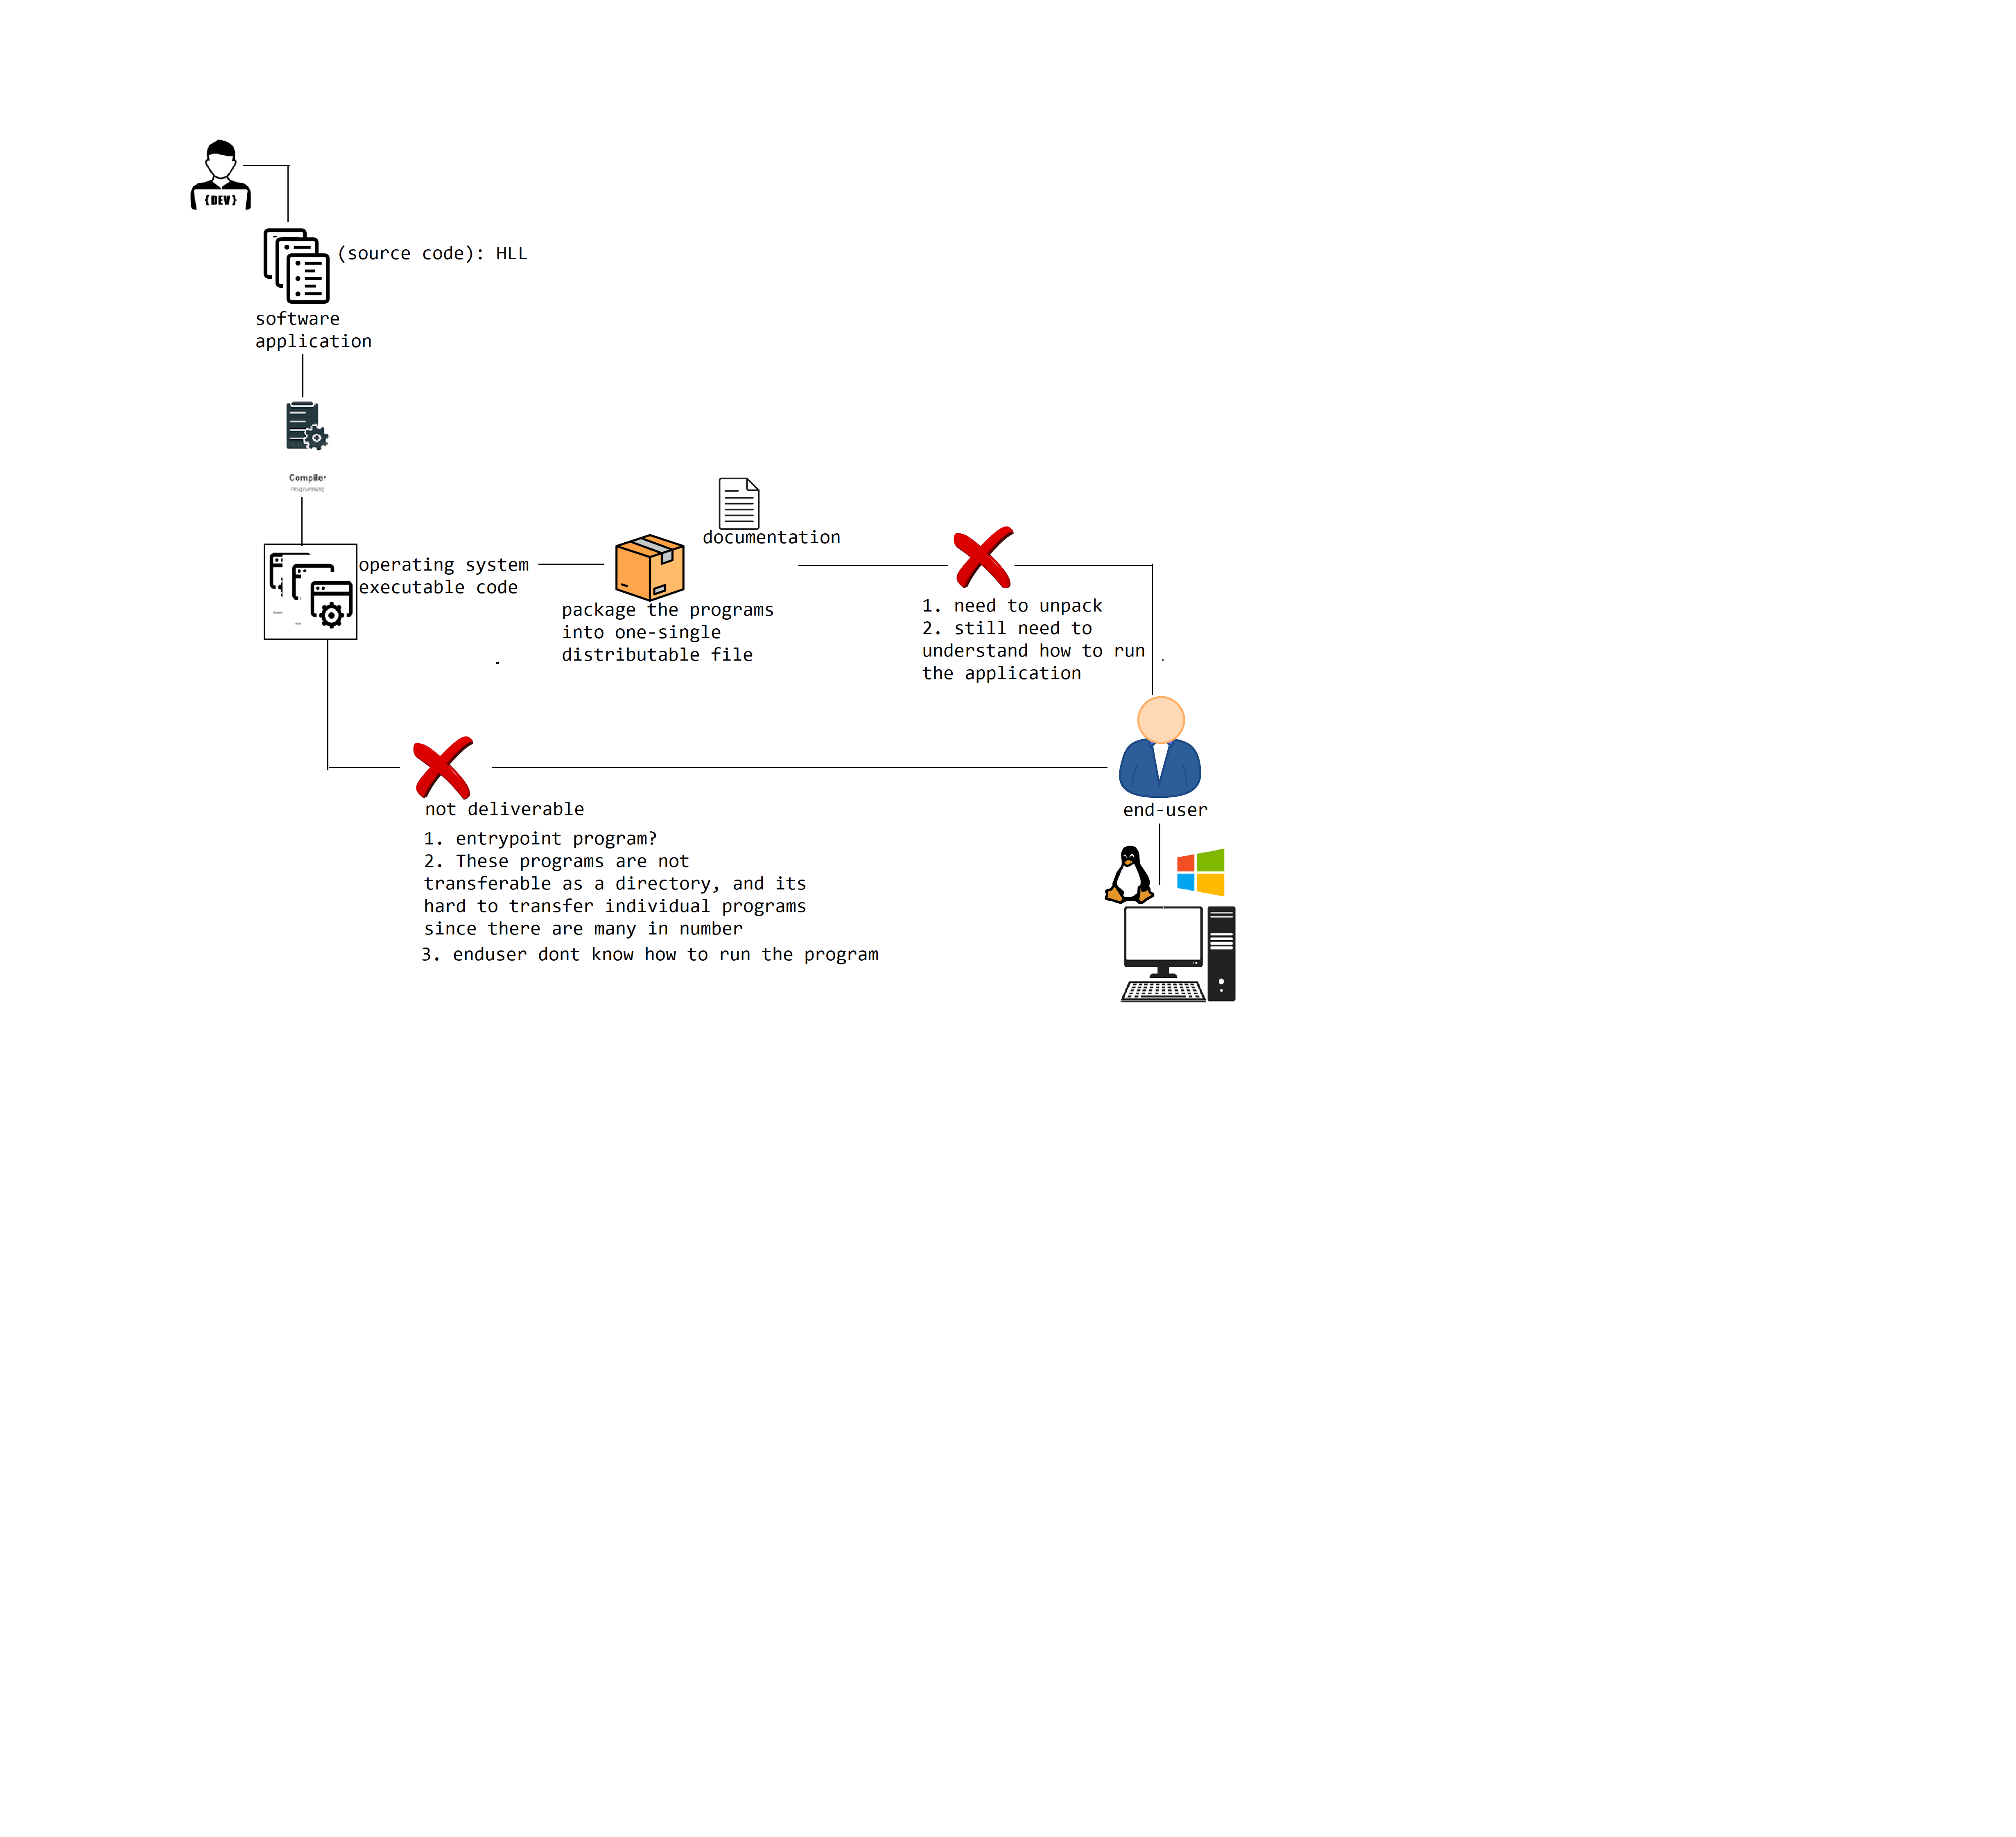 {DEV}
(source code): HLL
software
application
Compiler
Programming
operating system
executable code
package the programs
into one-single
distributable file
documentation
1. need to unpack
2. still need to
understand how to run
the application
not deliverable
1. entrypoint program?
2. These programs are not
transferable as a directory, and its
hard to transfer individual programs
since there are many in number
3. enduser dont know how to run the program
end-user